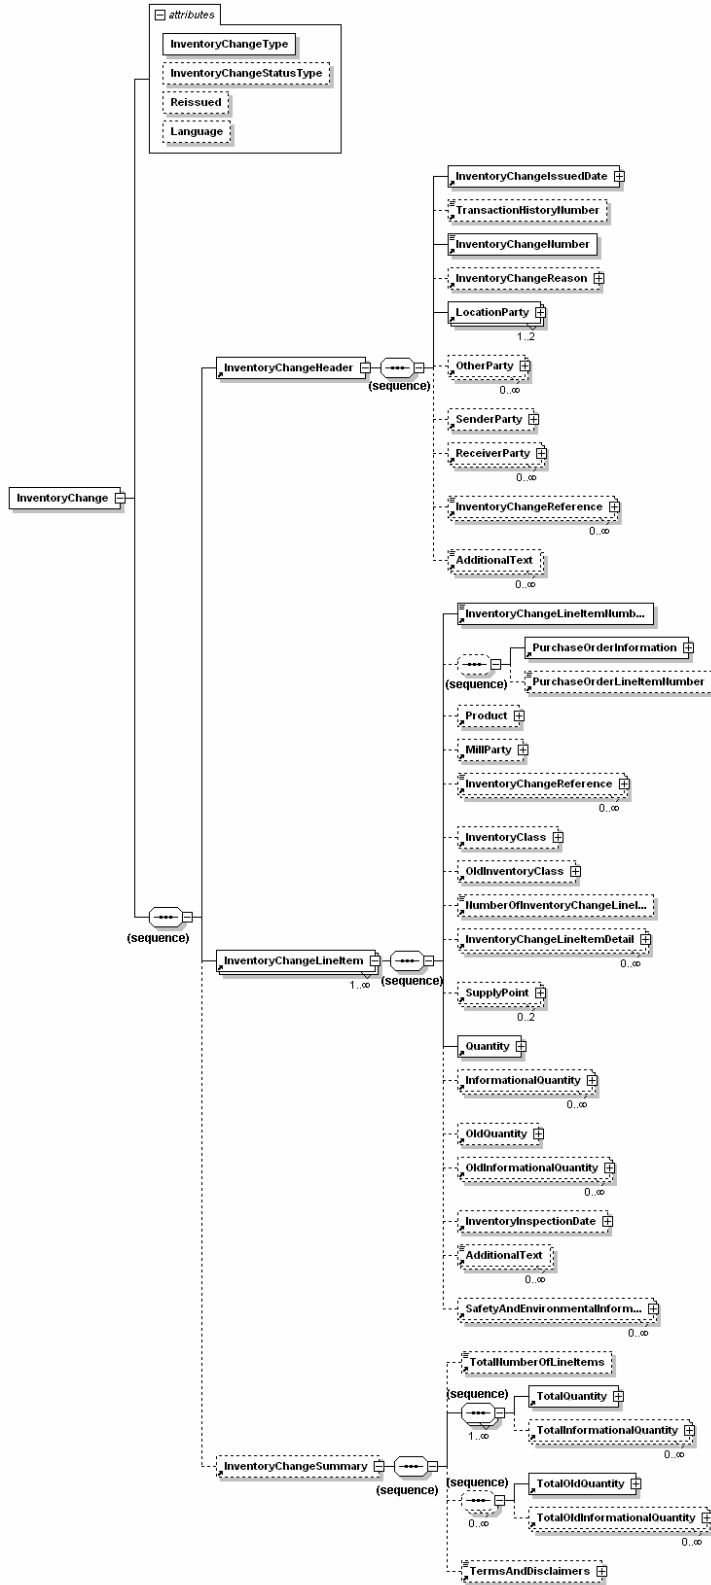 attributes
InventoryChangeType
InventoryChangeStatusType
Reissued
Language
InventoryChange
(sequence)
InventoryChangeHeader
(sequence)
InventoryChangeIssuedDate
TransactionHistoryNumber
InventoryChangeNumber
InventoryChangeReason
LocationParty
1..2
OtherParty
0..∞
SenderParty
ReceiverParty
0..∞
InventoryChangeReference
0..∞
AdditionalText
0..∞
InventoryChangeLineItem
1..∞
(sequence)
InventoryChangeLineItemNumb...
(sequence)
PurchaseOrderInformation
PurchaseOrderLineItemNumber
Product
MillParty
InventoryChangeReference
0..∞
InventoryClass
OldInventoryClass
NumberOfInventoryChangeLineI...
InventoryChangeLineItemDetail
0..∞
SupplyPoint
0..2
Quantity
InformationalQuantity
0..∞
OldQuantity
OldInformationalQuantity
0..∞
InventoryInspectionDate
AdditionalText
0..∞
SafetyAndEnvironmentalInform...
0..∞
InventoryChangeSummary
(sequence)
TotalNumberOfLineItems
(sequence)
1..∞
TotalQuantity
TotalInformationalQuantity
0..∞
(sequence)
0..∞
TotalOldQuantity
TotalOldInformationalQuantity
0..∞
TermsAndDisclaimers